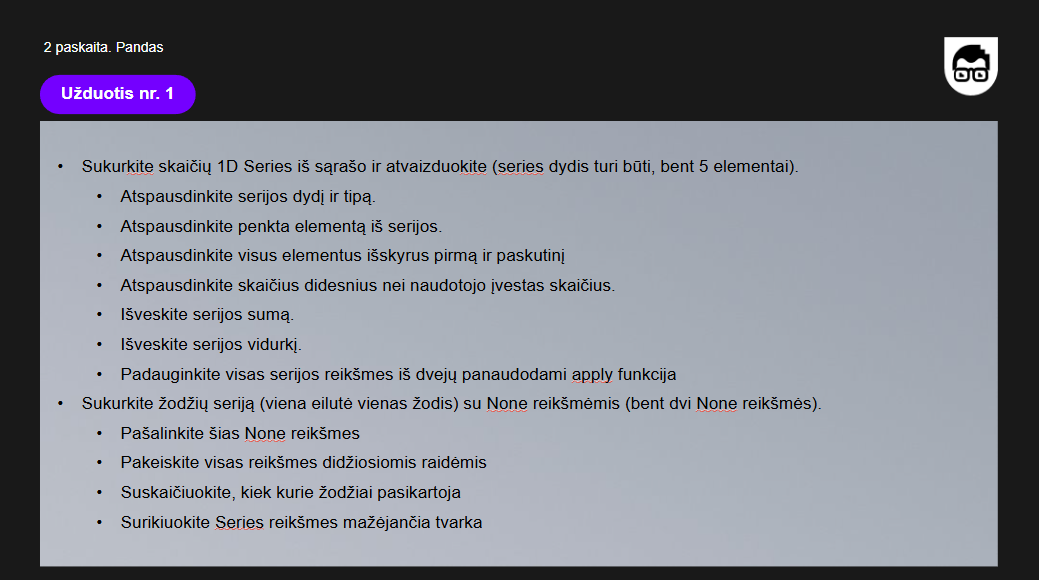 2 paskaita. Pandas
Užduotis nr. 1
• Sukurkite skaičių 1D Series iš sąrašo ir atvaizduokite (series dydis turi būti, bent 5 elementai).
• Atspausdinkite serijos dydį ir tipą.
• Atspausdinkite penkta elementą iš serijos.
• Atspausdinkite visus elementus išskyrus pirmą ir paskutinį
• Atspausdinkite skaičius didesnius nei naudotojo įvestas skaičius.
• Išveskite serijos sumą.
• Išveskite serijos vidurkį.
• Padauginkite visas serijos reikšmes iš dvejų panaudodami apply funkcija
• Sukurkite žodžių seriją (viena eilutė vienas žodis) su None reikšmėmis (bent dvi None reikšmės).
• Pašalinkite šias None reikšmes
• Pakeiskite visas reikšmes didžiosiomis raidėmis
• Suskaičiuokite, kiek kurie žodžiai pasikartoja
• Surikiuokite Series reikšmes mažėjančia tvarka